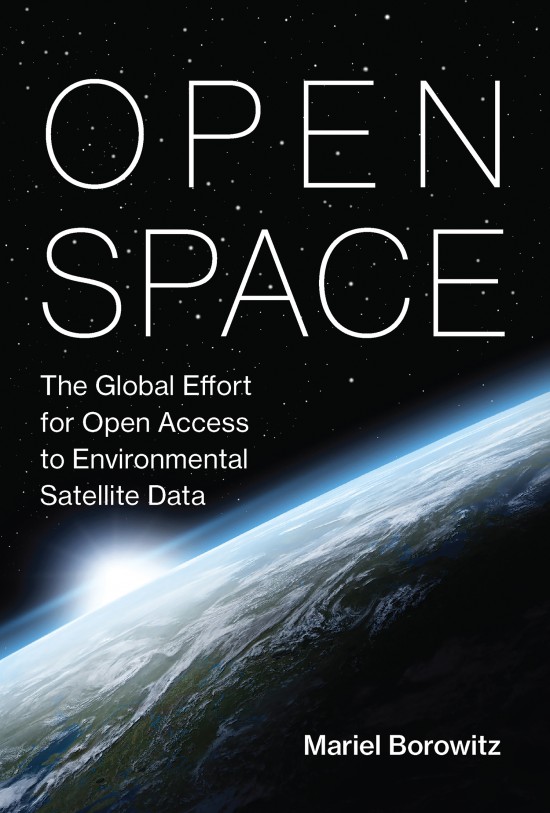 OPEN
SPACE
The Global Effort
for Open Access
to Environmental
Satellite Data
Mariel Borowitz